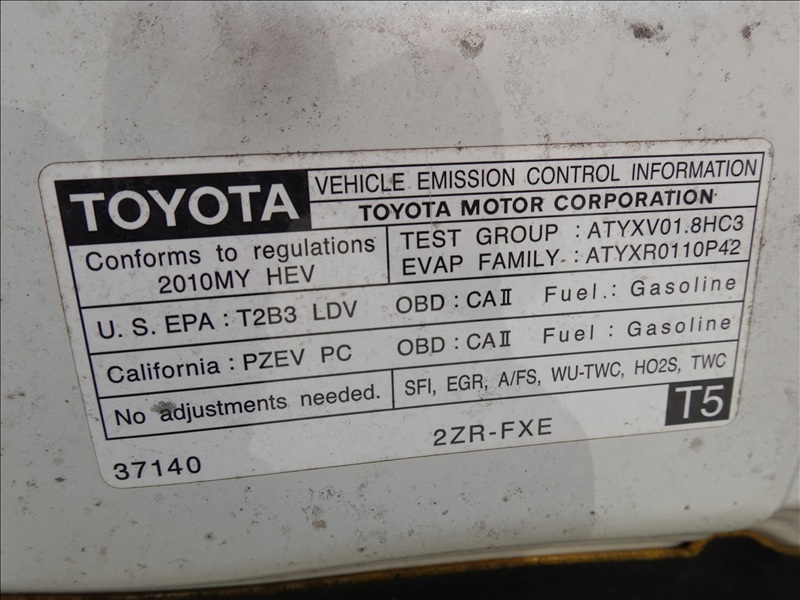 TOYOTA
VEHICLE EMISSION CONTROL INFORMATION
TOYOTA MOTOR CORPORATION
Conforms to regulations
2010MY HEV
TEST GROUP : ATYXV01.8HC3
EVAP FAMILY : ATYXR0110P42
U. S. EPA : T2B3 LDV OBD : CAII Fuel : Gasoline
California : PZEV PC OBD : CAII Fuel : Gasoline
No adjustments needed.
SFI, EGR, A/FS, WU-TWC, HO2S, TWC
T5
2ZR-FXE
37140